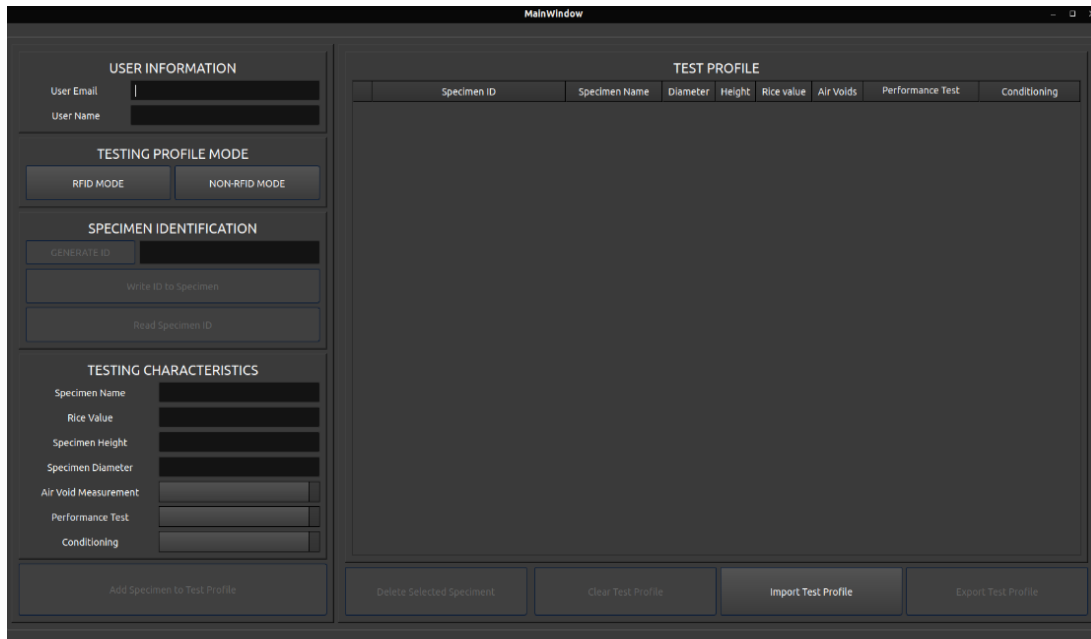 MainWindow
USER INFORMATION
User Email
User Name
TESTING PROFILE MODE
RFID MODE NON-RFID MODE
SPECIMEN IDENTIFICATION
GENERATE ID
Write ID to Specimen
Read Specimen ID
TESTING CHARACTERISTICS
Specimen Name
Rice Value
Specimen Height
Specimen Diameter
Air Void Measurement
Performance Test
Conditioning
Add Specimen to Test Profile
TEST PROFILE
Specimen ID Specimen Name Diameter Height Rice value Air Voids Performance Test Conditioning
Delete Selected Speciment Clear Test Profile Import Test Profile Export Test Profile